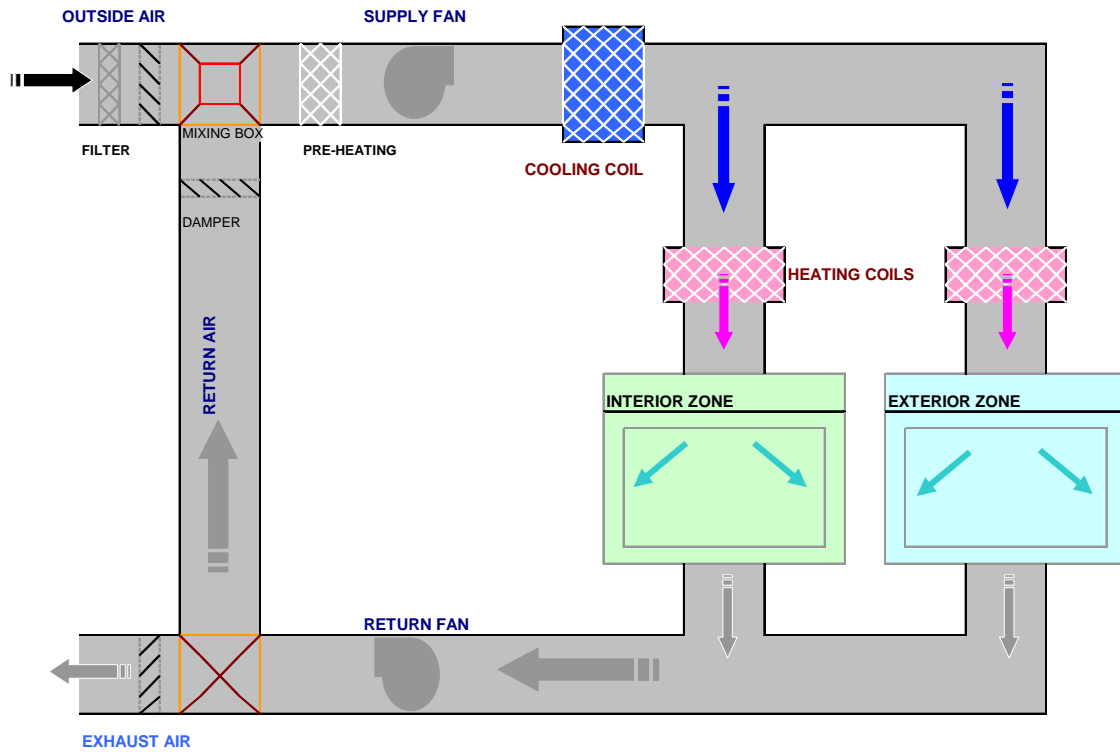 OUTSIDE AIR
SUPPLY FAN
MIXING BOX
FILTER
PRE-HEATING
COOLING COIL
DAMPER
HEATING COILS
RETURN AIR
INTERIOR ZONE
EXTERIOR ZONE
RETURN FAN
EXHAUST AIR